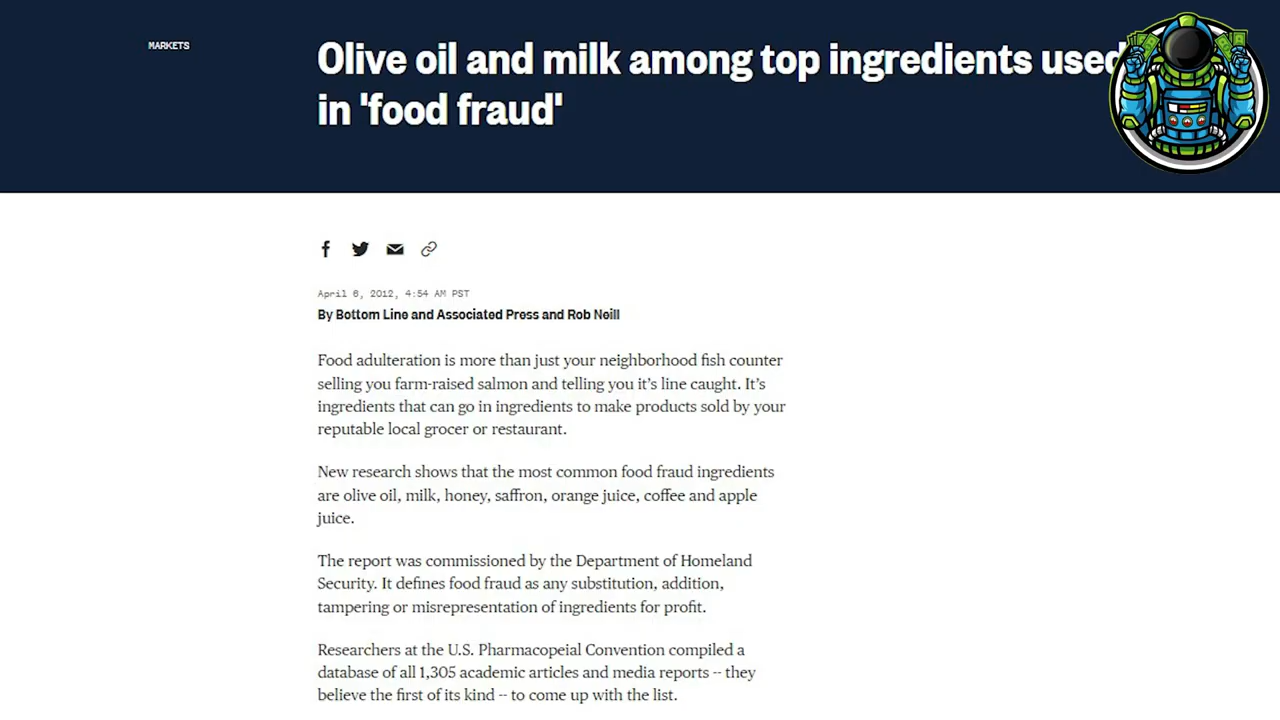 MARKETS
Olive oil and milk among top ingredients used
in 'food fraud'
April 6, 2012, 4:54 AM PST
By Bottom Line and Associated Press and Rob Neill
Food adulteration is more than just your neighborhood fish counter
selling you farm-raised salmon and telling you it’s line caught. It’s
ingredients that can go in ingredients to make products sold by your
reputable local grocer or restaurant.
New research shows that the most common food fraud ingredients
are olive oil, milk, honey, saffron, orange juice, coffee and apple
juice.
The report was commissioned by the Department of Homeland
Security. It defines food fraud as any substitution, addition,
tampering or misrepresentation of ingredients for profit.
Researchers at the U.S. Pharmacopeial Convention compiled a
database of all 1,305 academic articles and media reports -- they
believe the first of its kind -- to come up with the list.